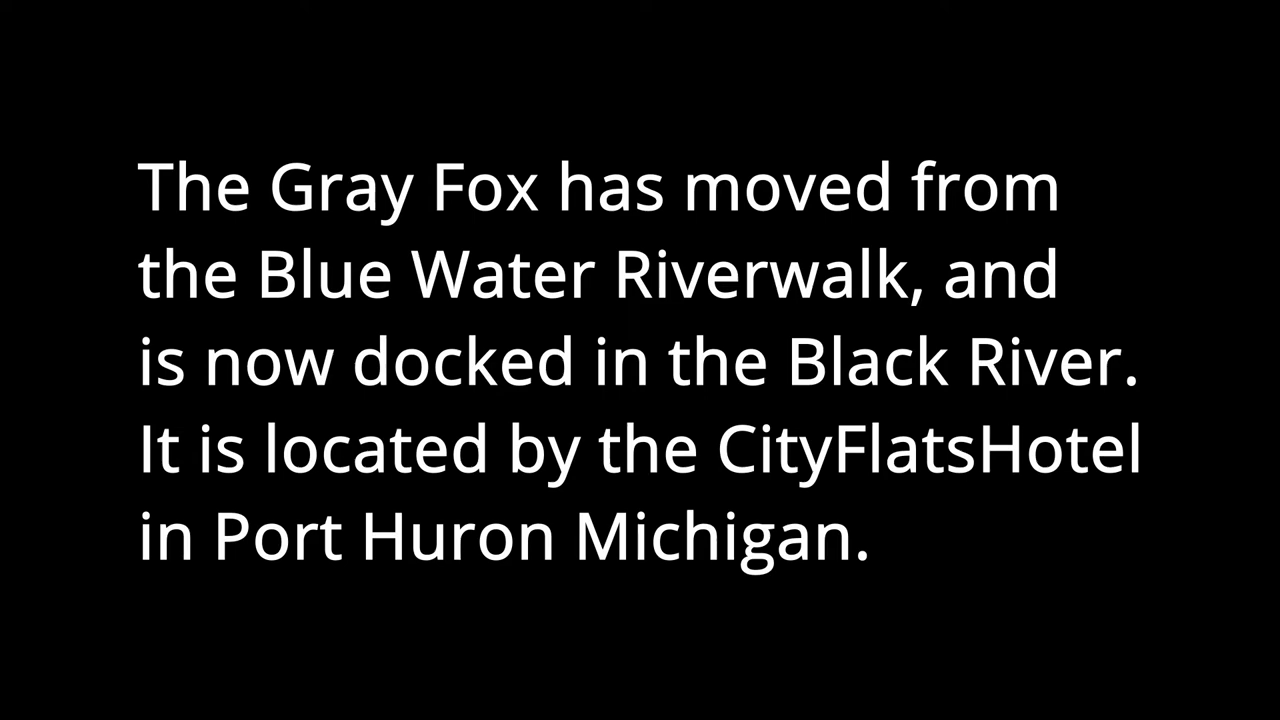 The Gray Fox has moved from
the Blue Water Riverwalk, and
is now docked in the Black River.
It is located by the CityFlatsHotel
in Port Huron Michigan.